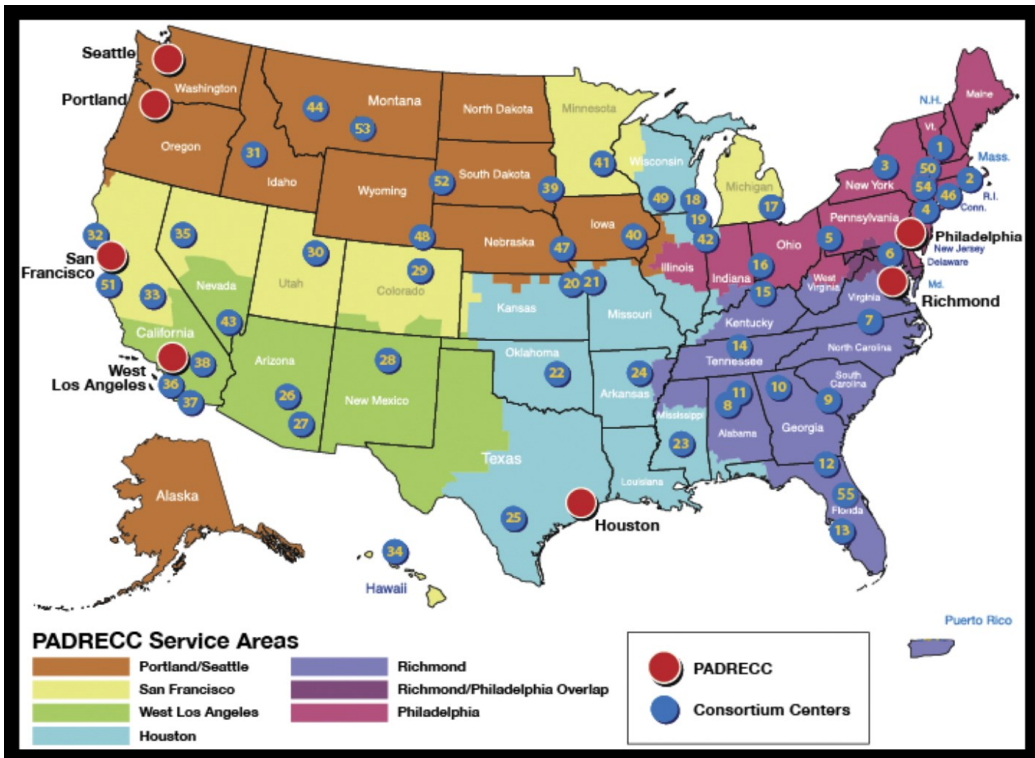 Seattle
Washington
Portland
Oregon
44
Montana
53
31
Idaho
North Dakota
Minnesota
52
South Dakota
39
41
Wyoming
Wisconsin
49
18
19
42
Michigan
17
Maine
N.H.
Vt.
1
Mass.
3
50
2
54
46
R.I.
Conn.
New York
4
Pennsylvania
Philadelphia
New Jersey
Delaware
5
6
Md.
Richmond
Ohio
16
Indiana
Illinois
15
West
Virginia
Virginia
7
Kentucky
North Carolina
14
Tennessee
South
Carolina
9
10
Georgia
11
8
Alabama
Mississippi
23
12
55
Florida
13
48
Nebraska
47
Iowa
40
20
21
Kansas
Missouri
Oklahoma
22
24
Arkansas
Louisiana
Texas
25
Houston
32
35
San
Francisco
51
33
Nevada
30
Utah
29
Colorado
43
California
West
Los Angeles
38
36
37
Arizona
26
27
28
New Mexico
Alaska
34
Hawaii
Puerto Rico
PADRECC Service Areas
Portland/Seattle
San Francisco
West Los Angeles
Houston
Richmond
Richmond/Philadelphia Overlap
Philadelphia
PADRECC
Consortium Centers